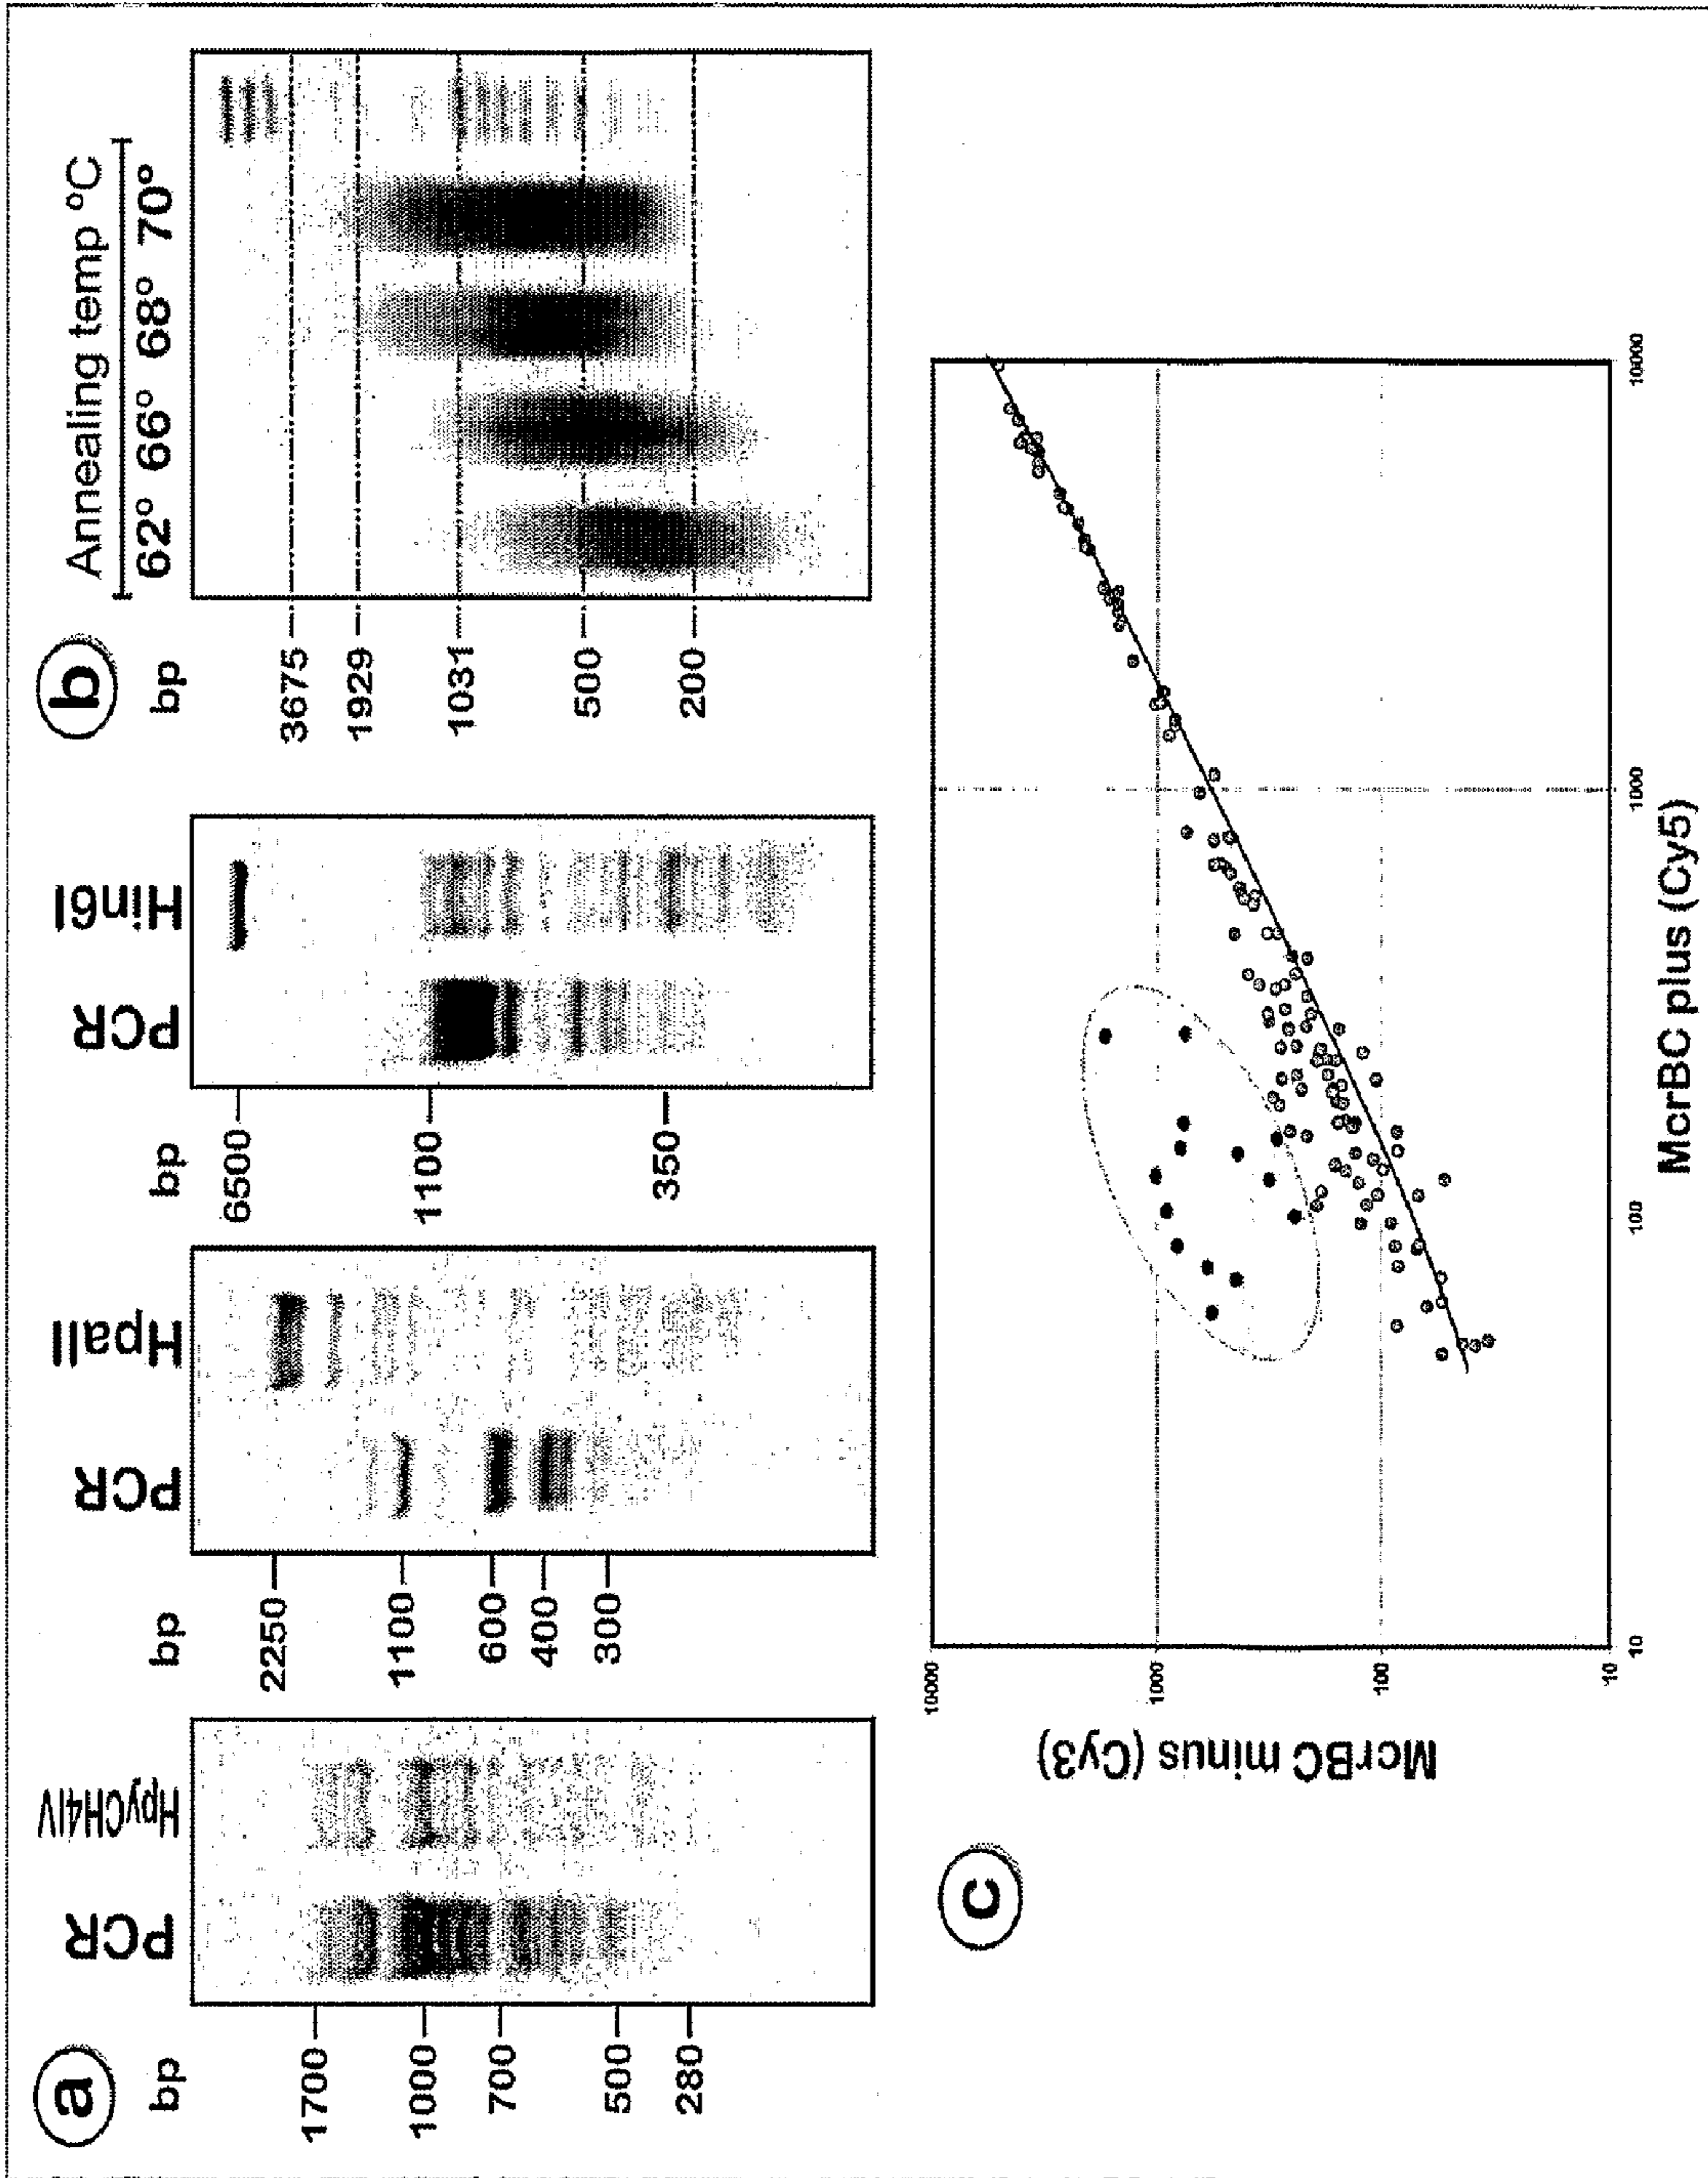 a
bp
PCR HpyCH4IV
1700
1000
700
500
280
bp
PCR HpaII
2250
1100
600
400
300
bp
PCR Hin6I
6500
1100
350
b
bp
Annealing temp °C
62° 66° 68° 70°
3675
1929
1031
500
200
c
McrBC minus (Cy3)
10000
1000
100
10
10 100 1000 10000
McrBC plus (Cy5)